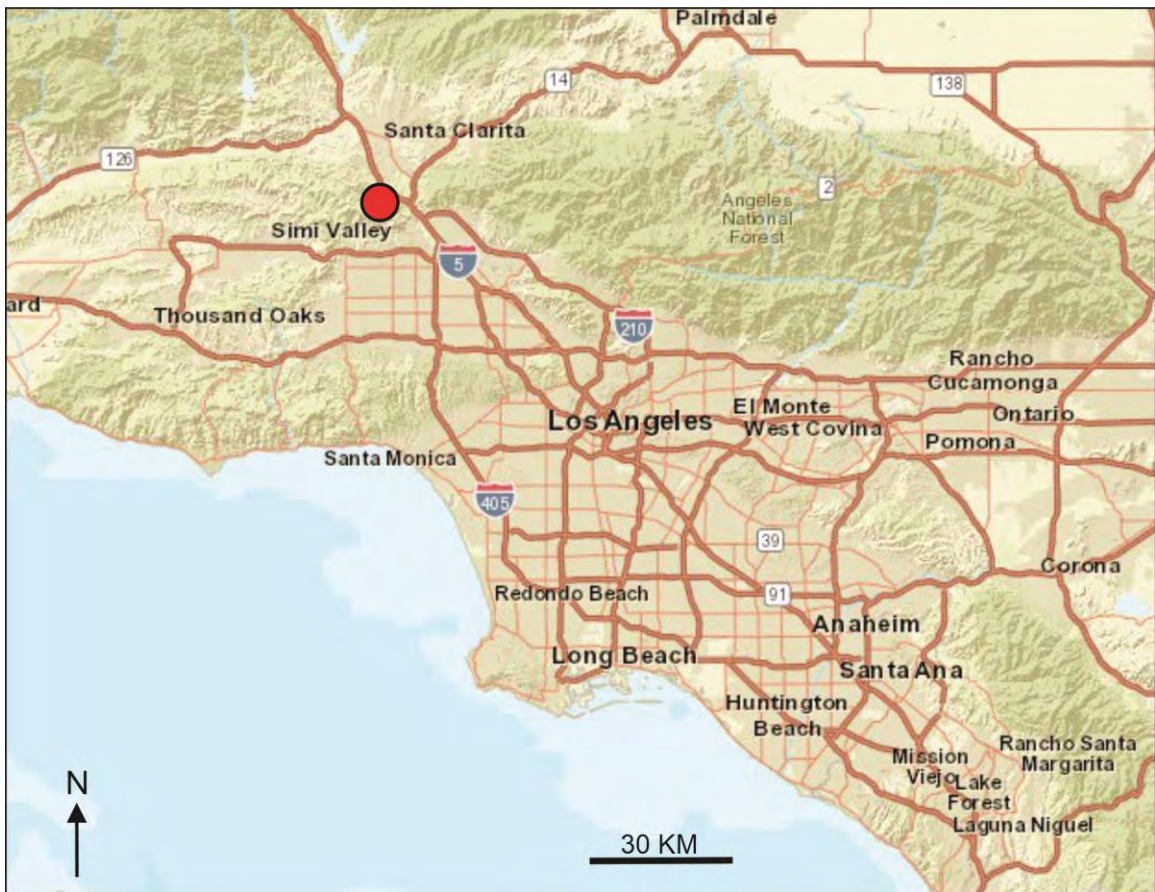 Palmdale
14
138
Santa Clarita
126
2
Angeles
National
Forest
Simi Valley
5
ard
Thousand Oaks
210
Rancho
Cucamonga
El Monte
Los Angeles
Ontario
West Covina
Pomona
Santa Monica
405
39
Corona
Redondo Beach
91
Anaheim
Long Beach
Santa Ana
Huntington
Beach
Rancho Santa
Margarita
Mission
Viejo
Lake
Forest
Laguna Niguel
N
30 KM